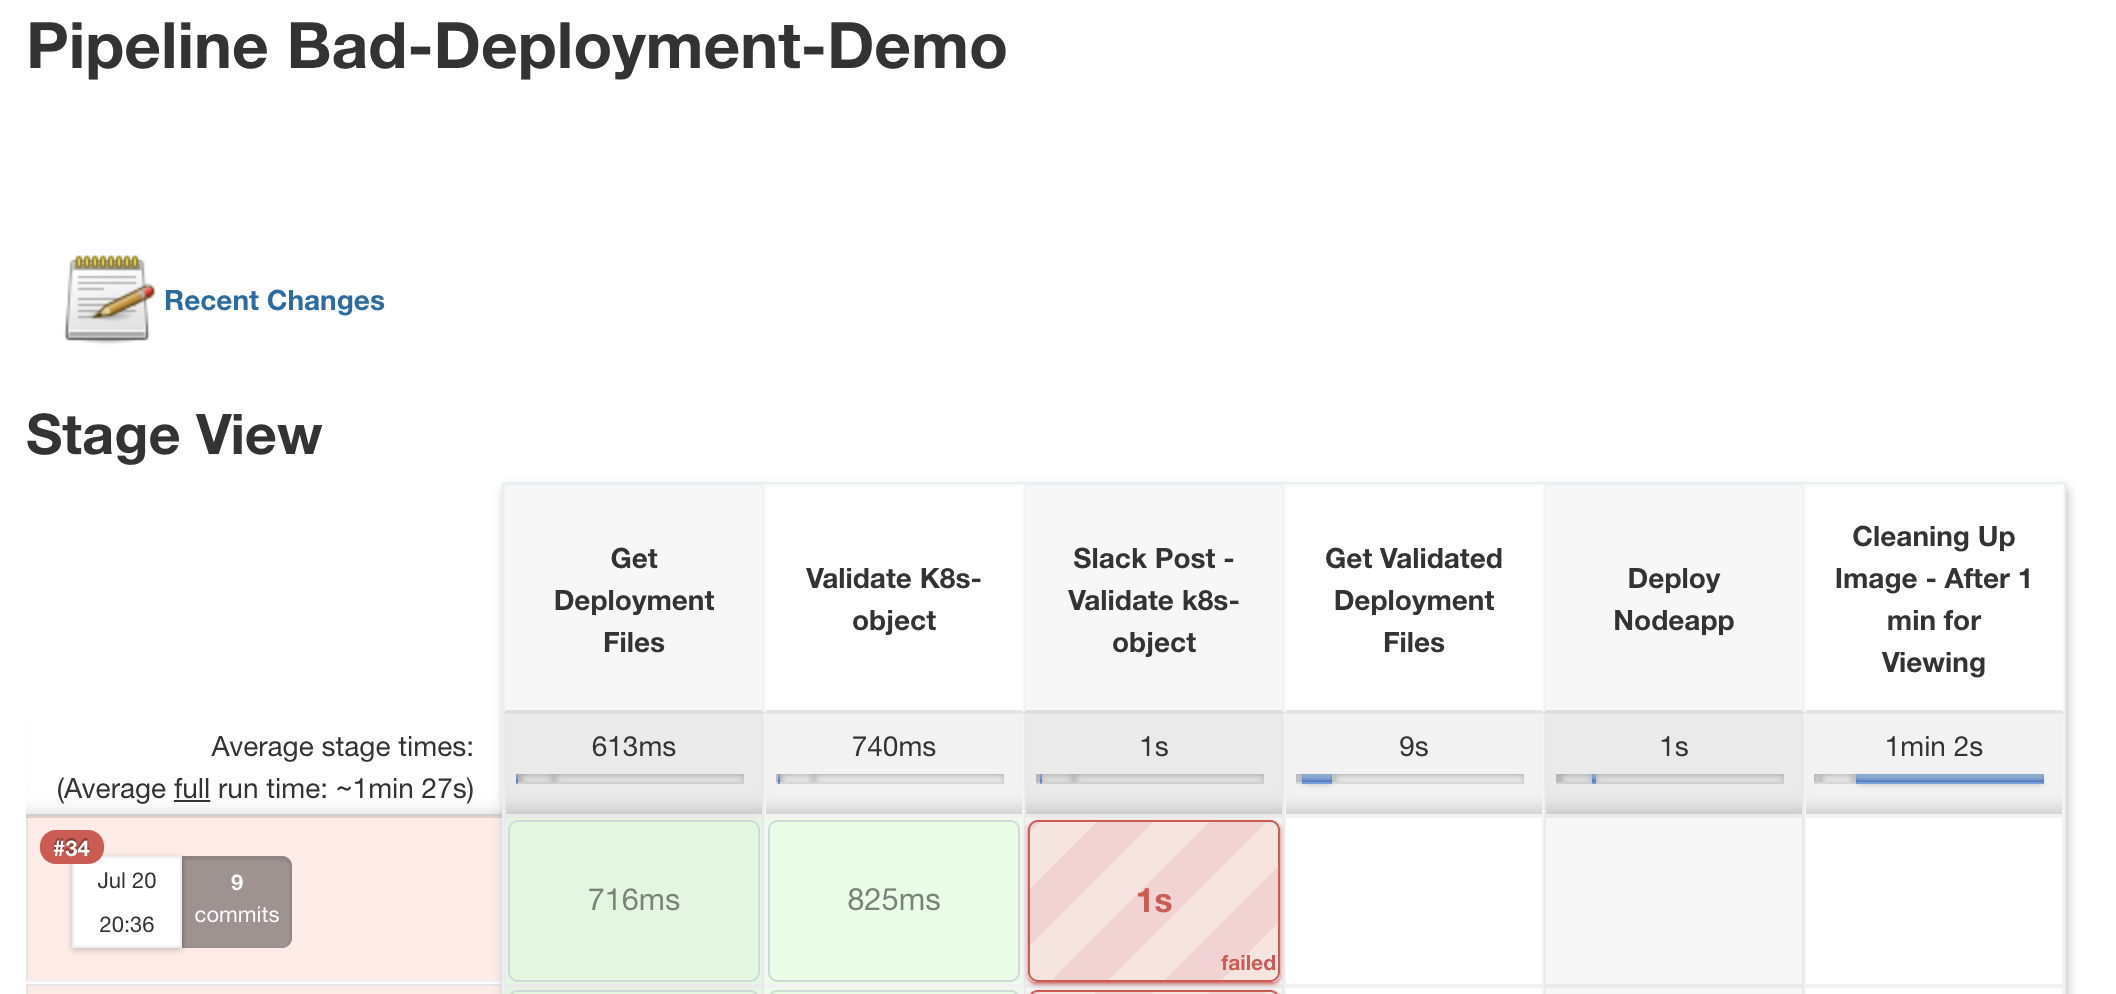 Pipeline Bad-Deployment-Demo
Recent Changes
Stage View
Get
Deployment
Files
Validate K8s-
object
Slack Post -
Validate k8s-
object
Get Validated
Deployment
Files
Deploy
Nodeapp
Cleaning Up
Image - After 1
min for
Viewing
Average stage times:
(Average full run time: ~1min 27s)
613ms
740ms
1s
9s
1s
1min 2s
#34
Jul 20
20:36
9
commits
716ms
825ms
1s
failed